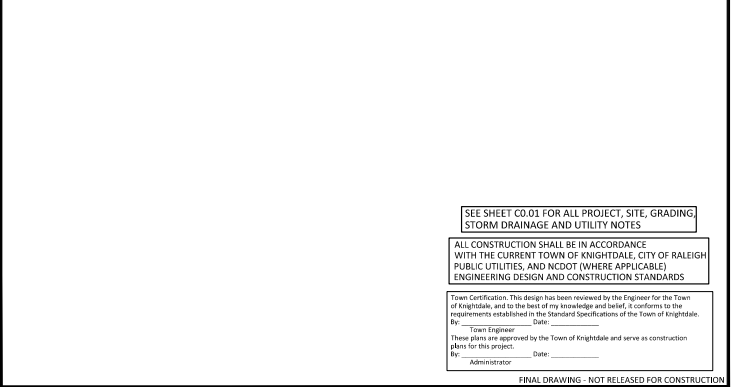 SEE SHEET C0.01 FOR ALL PROJECT, SITE, GRADING,
STORM DRAINAGE AND UTILITY NOTES
ALL CONSTRUCTION SHALL BE IN ACCORDANCE
WITH THE CURRENT TOWN OF KNIGHTDALE, CITY OF RALEIGH
PUBLIC UTILITIES, AND NCDOT (WHERE APPLICABLE)
ENGINEERING DESIGN AND CONSTRUCTION STANDARDS
Town Certification. This design has been reviewed by the Engineer for the Town
of Knightdale, and to the best of my knowledge and belief, it conforms to the
requirements established in the Standard Specifications of the Town of Knightdale.
By: ____________________ Date: ______________
Town Engineer
These plans are approved by the Town of Knightdale and serve as construction
plans for this project.
By: ____________________ Date: ______________
Administrator
FINAL DRAWING - NOT RELEASED FOR CONSTRUCTION